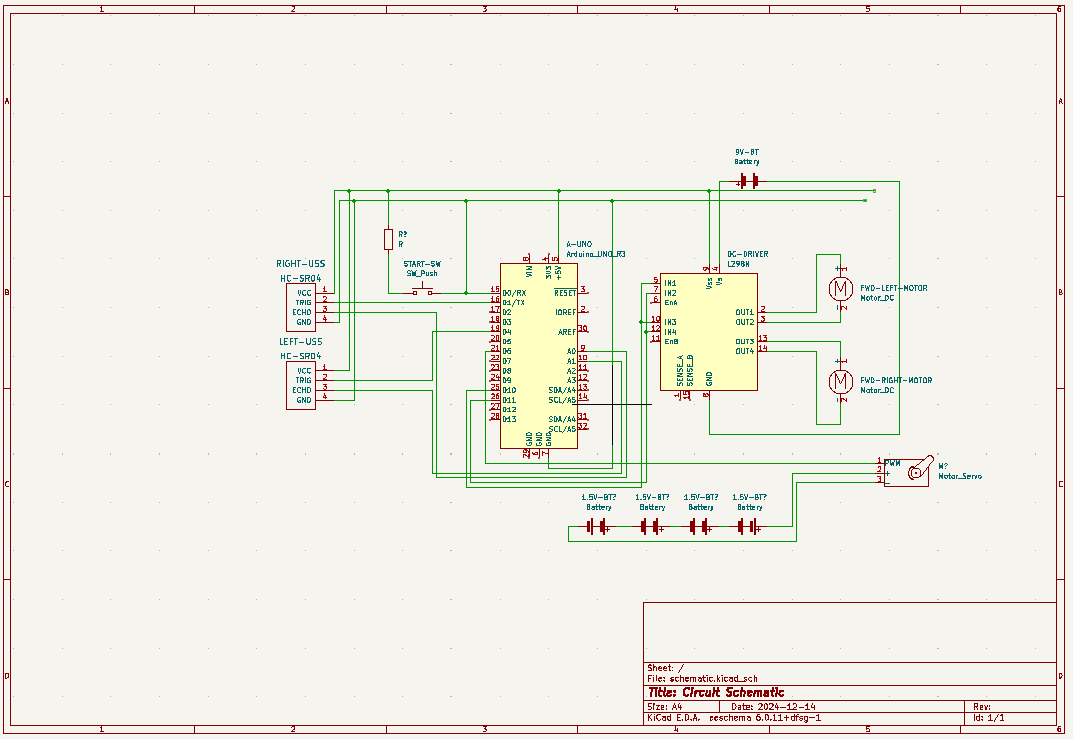 1 2 3 4 5 6
A A
9V-BT
Battery
R?
R
A-UNO
Arduino_UNO_R3
DC-DRIVER
L298N
START-SW
SW_Push
RIGHT-USS
HC-SR04
VCC 1
TRIG 2
ECHO 3
GND 4
LEFT-USS
HC-SR04
VCC 1
TRIG 2
ECHO 3
GND 4
8 4 5
VIN 3V3 +5V
15 D0/RX RESET 3
16 D1/TX
17 D2 IOREF 2
18 D3
19 D4 AREF 30
20 D5
21 D6 A0 9
22 D7 A1 10
23 D8 A2 11
24 D9 A3 12
25 D10 SDA/A4 13
26 D11 SCL/A5 14
27 D12
28 D13 SDA/A4 31
SCL/A5 32
GND GND GND
29 6 7
9 4
Vss Vs
5 IN1
7 IN2
6 EnA
10 IN3
12 IN4
11 EnB
OUT1 2
OUT2 3
OUT3 13
OUT4 14
SENSE_A SENSE_B GND
1 15 8
+ 1
M
- 2
FWD-LEFT-MOTOR
Motor_DC
+ 1
M
- 2
FWD-RIGHT-MOTOR
Motor_DC
B B
1 PWM
2 +
3 -
M?
Motor_Servo
C C
1.5V-BT? 1.5V-BT? 1.5V-BT? 1.5V-BT?
Battery Battery Battery Battery
+ + + +
D D
Sheet: /
File: schematic.kicad_sch
Title: Circuit Schematic
Size: A4 Date: 2024-12-14 Rev:
KiCad E.D.A. eeschema 6.0.11+dfsg-1 Id: 1/1
1 2 3 4 5 6